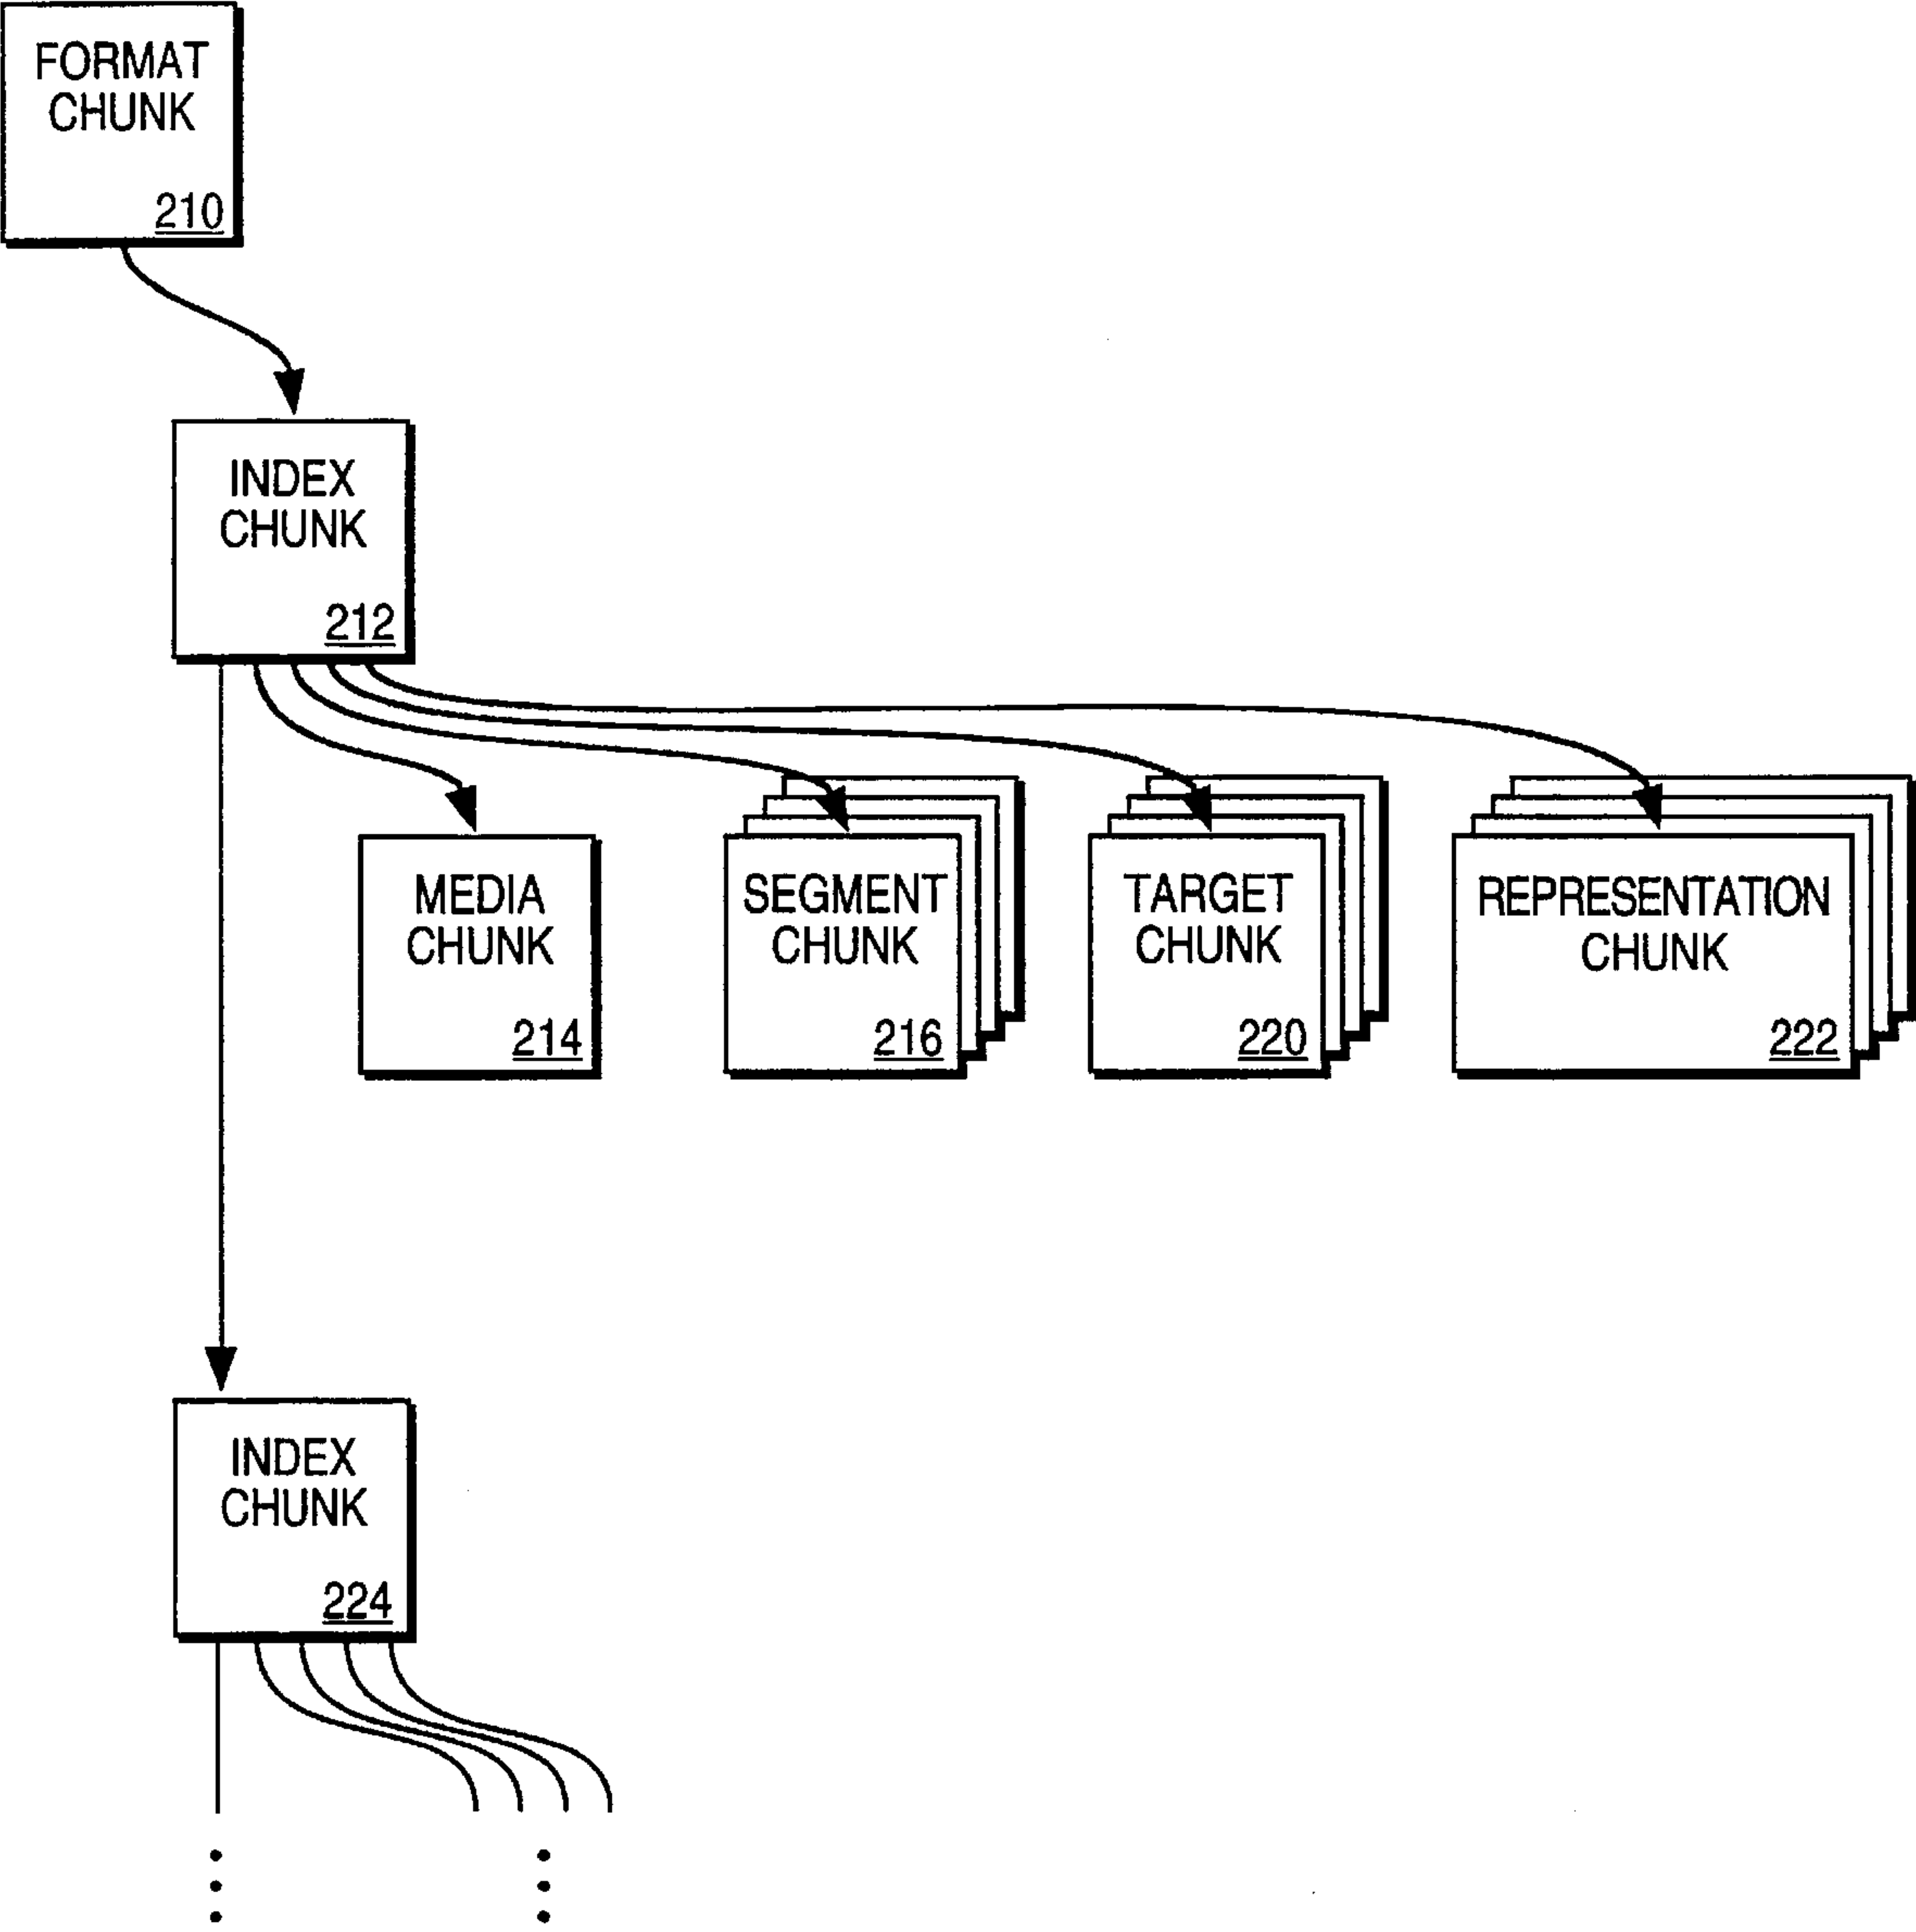 FORMAT
CHUNK
210
INDEX
CHUNK
212
MEDIA
CHUNK
214
SEGMENT
CHUNK
216
TARGET
CHUNK
220
REPRESENTATION
CHUNK
222
INDEX
CHUNK
224